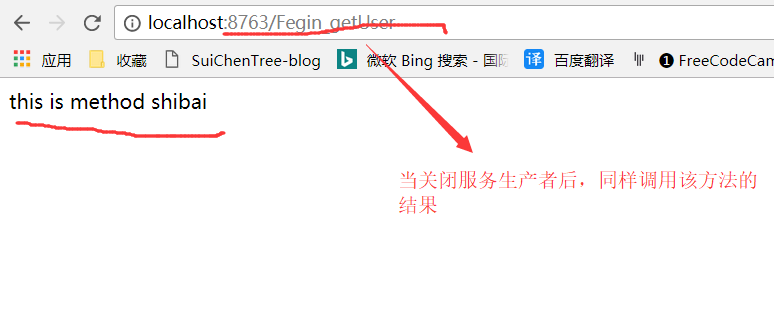 localhost:8763/Fegin_getUser
应用 收藏 SuiChenTree-blog 微软 Bing 搜索 - 国际 译 百度翻译 FreeCodeCam
this is method shibai
当关闭服务生产者后，同样调用该方法的
结果